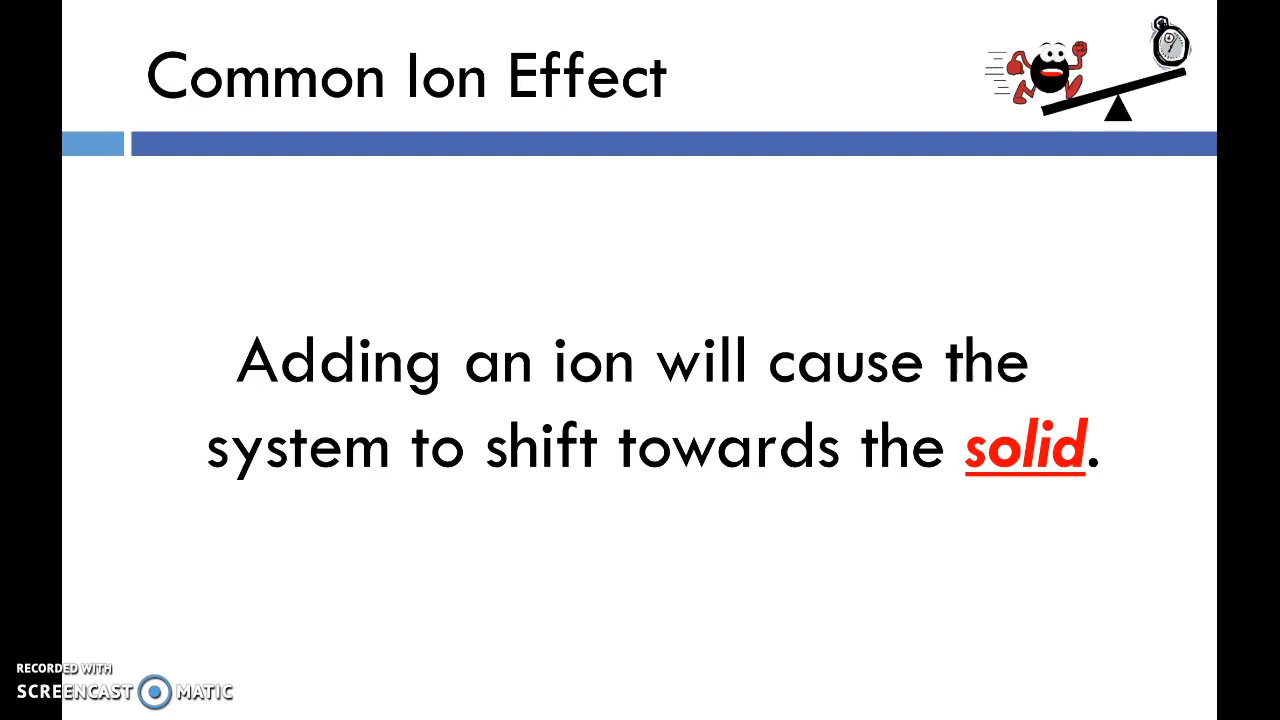 Common Ion Effect
Adding an ion will cause the
system to shift towards the solid.
RECORDED WITH
SCREENCAST MATIC